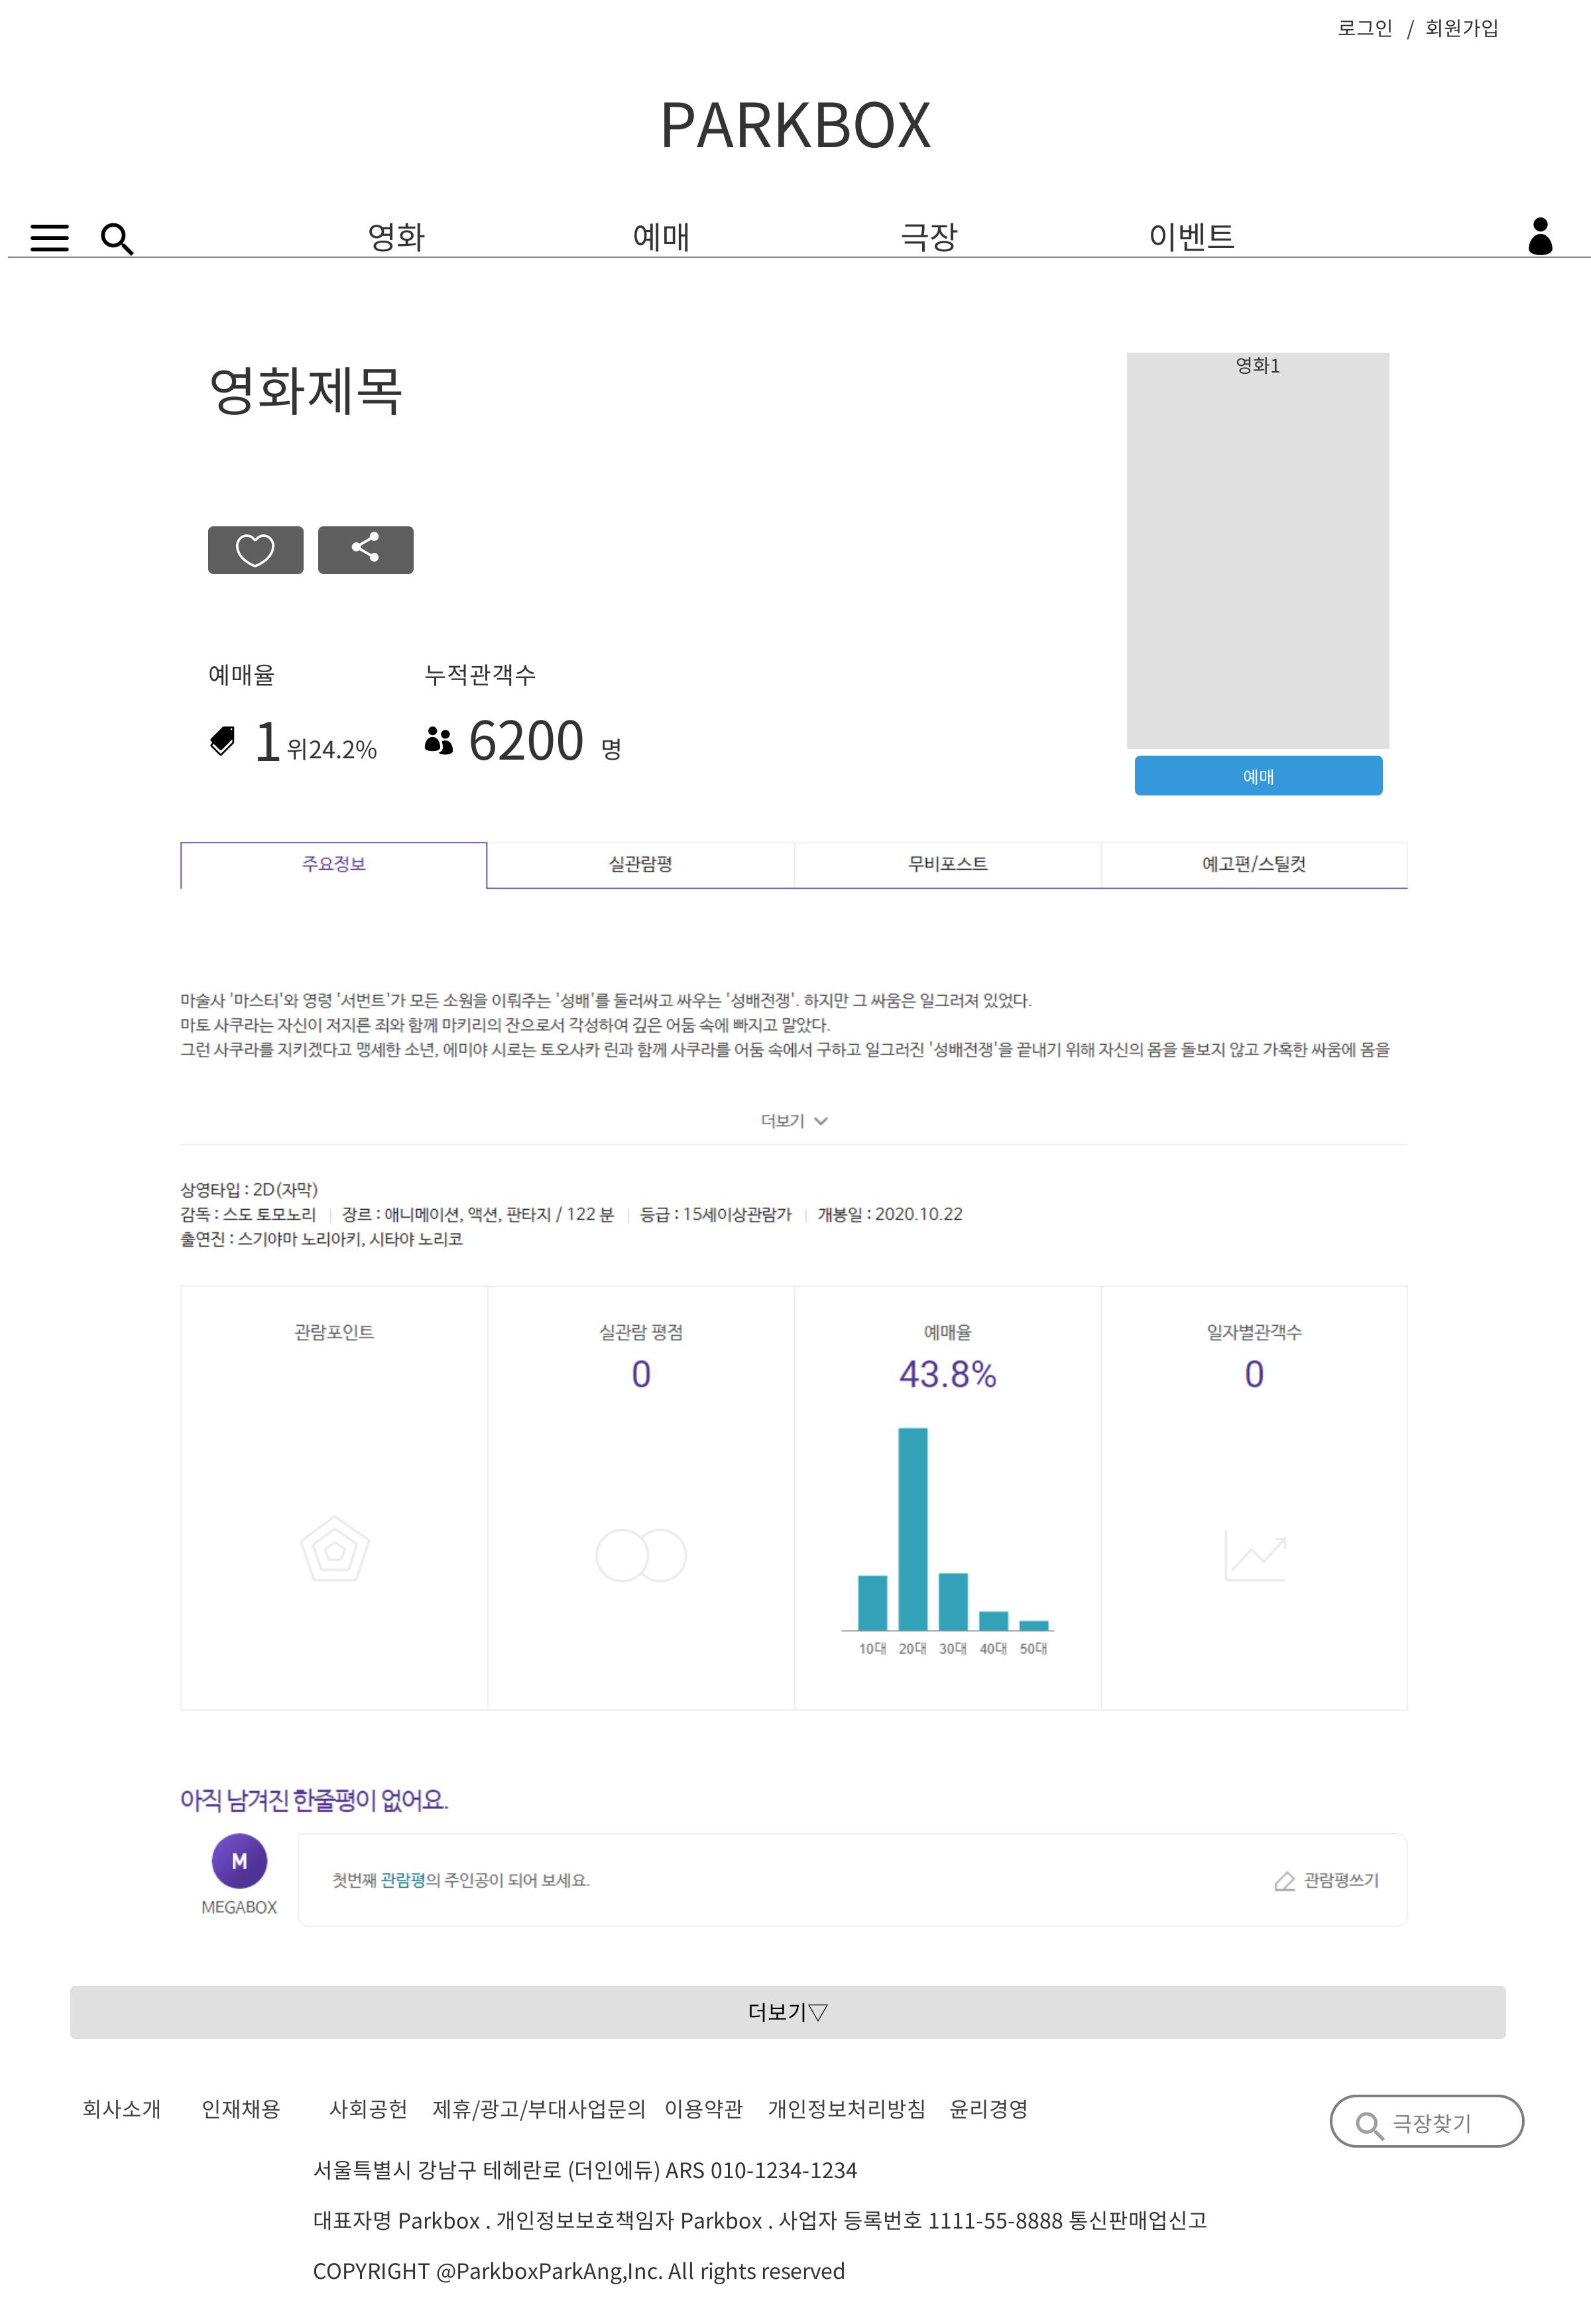 로그인 / 회원가입
PARKBOX
영화 예매 극장 이벤트
영화제목
영화1
예매율 누적관객수
1 위24.2% 6200 명
예매
주요정보 실관람평 무비포스트 예고편/스틸컷
마술사 '마스터'와 영령 '서번트'가 모든 소원을 이뤄주는 '성배'를 둘러싸고 싸우는 '성배전쟁'. 하지만 그 싸움은 일그러져 있었다.
마토 사쿠라는 자신이 저지른 죄와 함께 마키리의 잔으로서 각성하여 깊은 어둠 속에 빠지고 말았다.
그런 사쿠라를 지키겠다고 맹세한 소년, 에미야 시로는 토오사카 린과 함께 사쿠라를 어둠 속에서 구하고 일그러진 '성배전쟁'을 끝내기 위해 자신의 몸을 돌보지 않고 가혹한 싸움에 몸을
더보기
상영타입 : 2D(자막)
감독 : 스도 토모노리 | 장르 : 애니메이션, 액션, 판타지 / 122 분 | 등급 : 15세이상관람가 | 개봉일 : 2020.10.22
출연진 : 스기야마 노리아키, 시타야 노리코
관람포인트 실관람 평점 예매율 일자별관객수
0 43.8% 0
10대 20대 30대 40대 50대
아직 남겨진 한줄평이 없어요.
M
MEGABOX
첫번째 관람평의 주인공이 되어 보세요.
관람평쓰기
더보기▽
회사소개 인재채용 사회공헌 제휴/광고/부대사업문의 이용약관 개인정보처리방침 윤리경영
극장찾기
서울특별시 강남구 테헤란로 (더인에듀) ARS 010-1234-1234
대표자명 Parkbox . 개인정보보호책임자 Parkbox . 사업자 등록번호 1111-55-8888 통신판매업신고
COPYRIGHT @ParkboxParkAng,Inc. All rights reserved